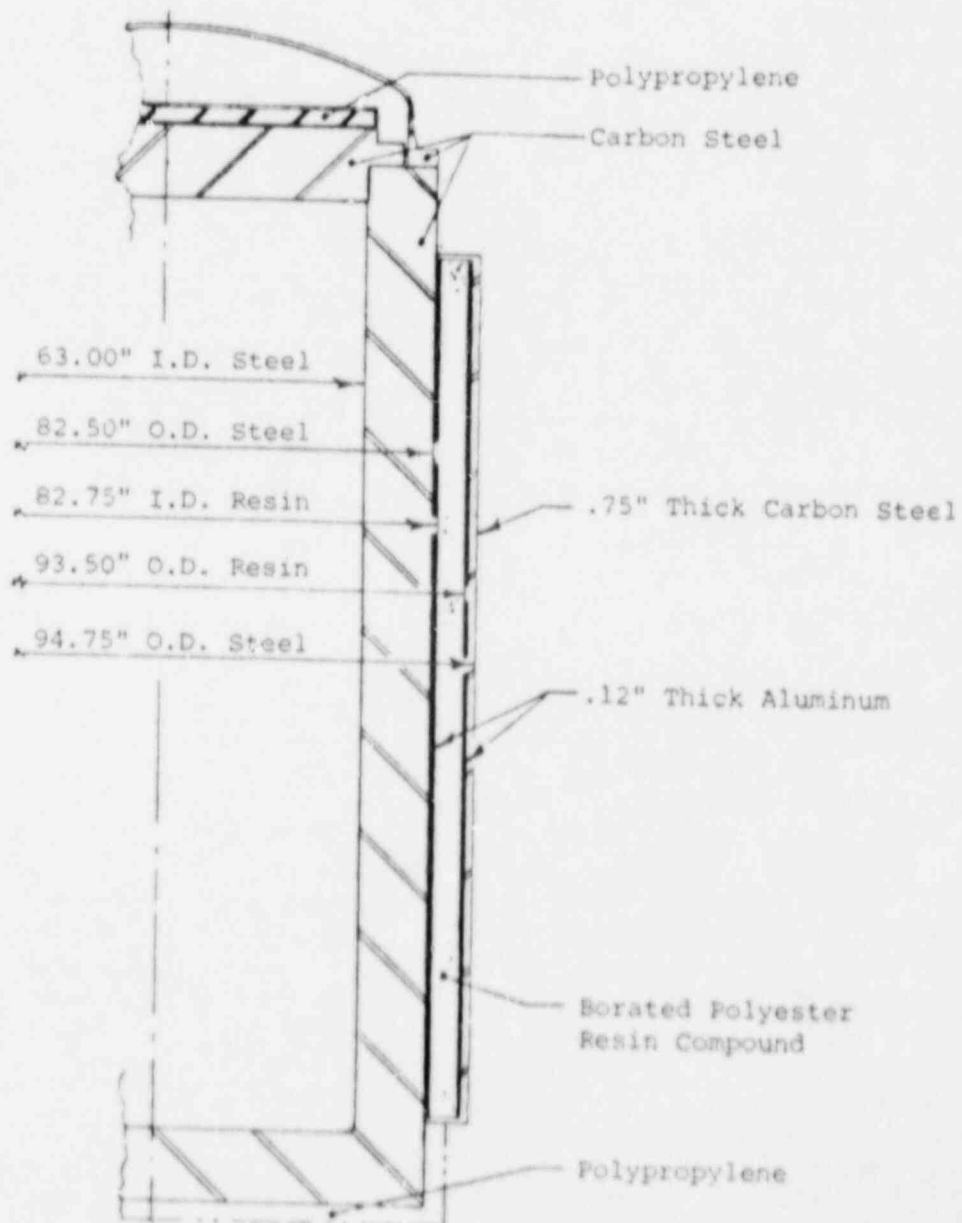 Polypropylene
Carbon Steel
63.00" I.D. Steel
82.50" O.D. Steel
82.75" I.D. Resin
.75" Thick Carbon Steel
93.50" O.D. Resin
94.75" O.D. Steel
.12" Thick Aluminum
Borated Polyester
Resin Compound
Polypropylene